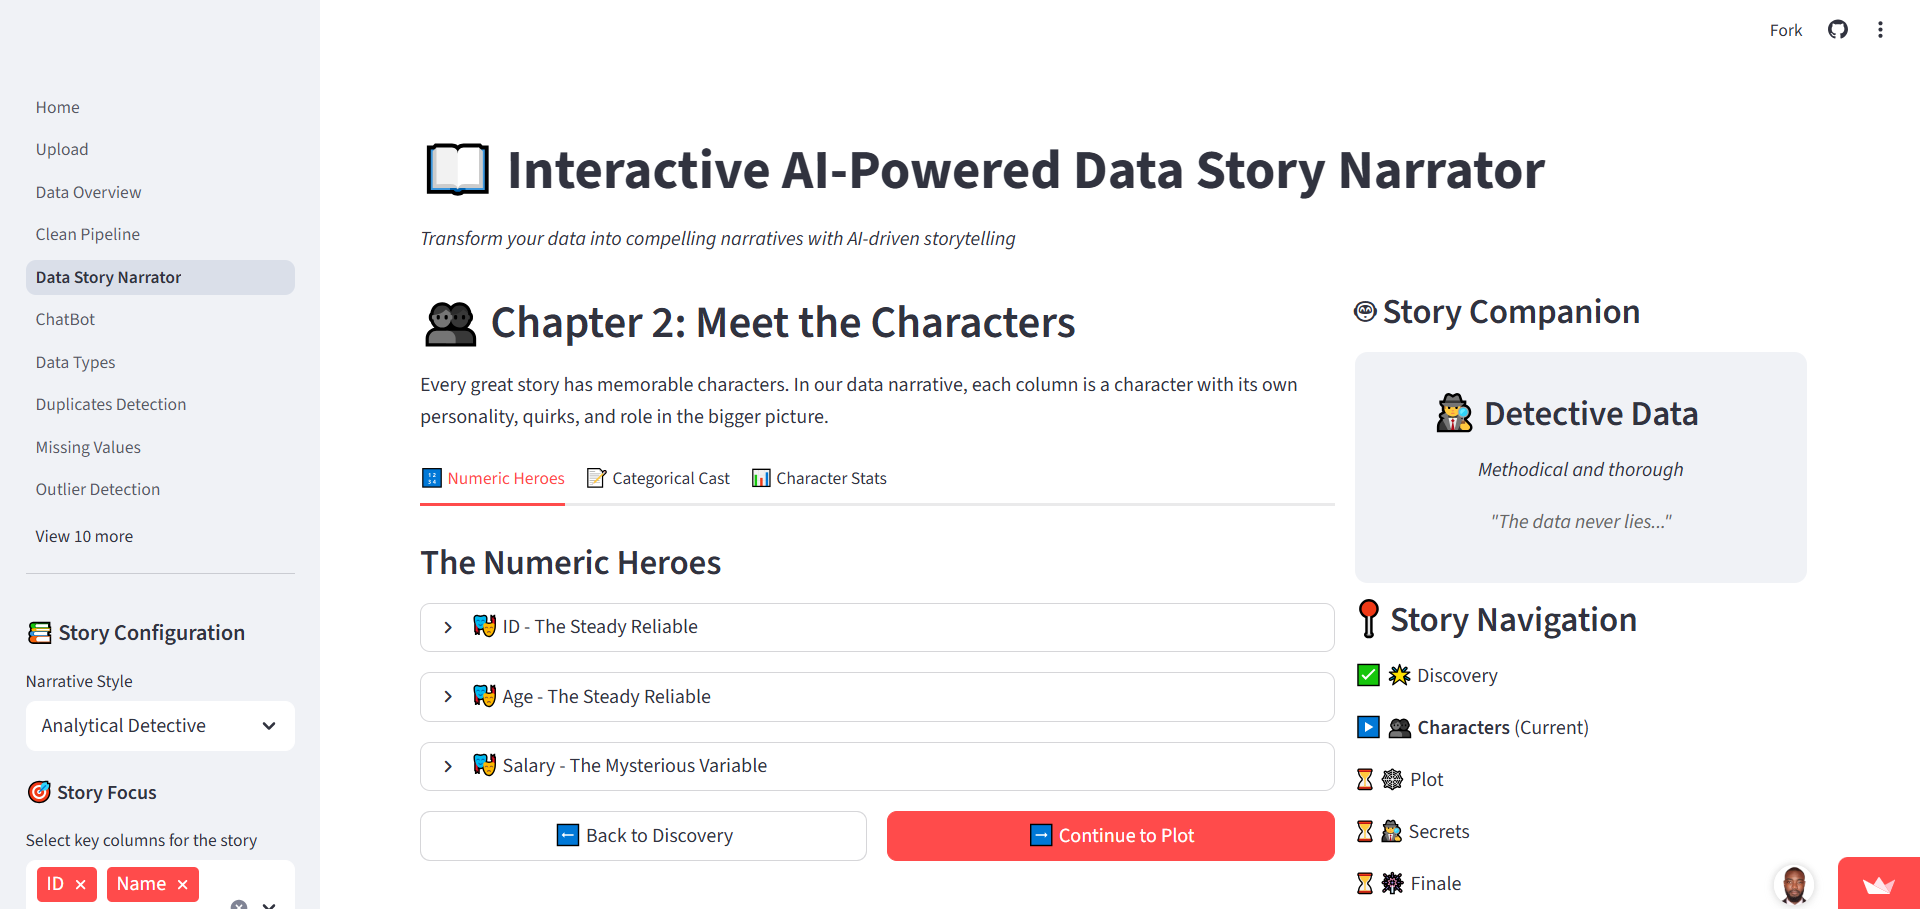 Fork
Home
Upload
Data Overview
Clean Pipeline
Data Story Narrator
ChatBot
Data Types
Duplicates Detection
Missing Values
Outlier Detection
View 10 more
Story Configuration
Narrative Style
Analytical Detective
Story Focus
Select key columns for the story
ID
Name
Interactive AI-Powered Data Story Narrator
Transform your data into compelling narratives with AI-driven storytelling
Chapter 2: Meet the Characters
Every great story has memorable characters. In our data narrative, each column is a character with its own
personality, quirks, and role in the bigger picture.
Numeric Heroes
Categorical Cast
Character Stats
The Numeric Heroes
ID - The Steady Reliable
Age - The Steady Reliable
Salary - The Mysterious Variable
Back to Discovery
Continue to Plot
Story Companion
Detective Data
Methodical and thorough
"The data never lies..."
Story Navigation
Discovery
Characters (Current)
Plot
Secrets
Finale